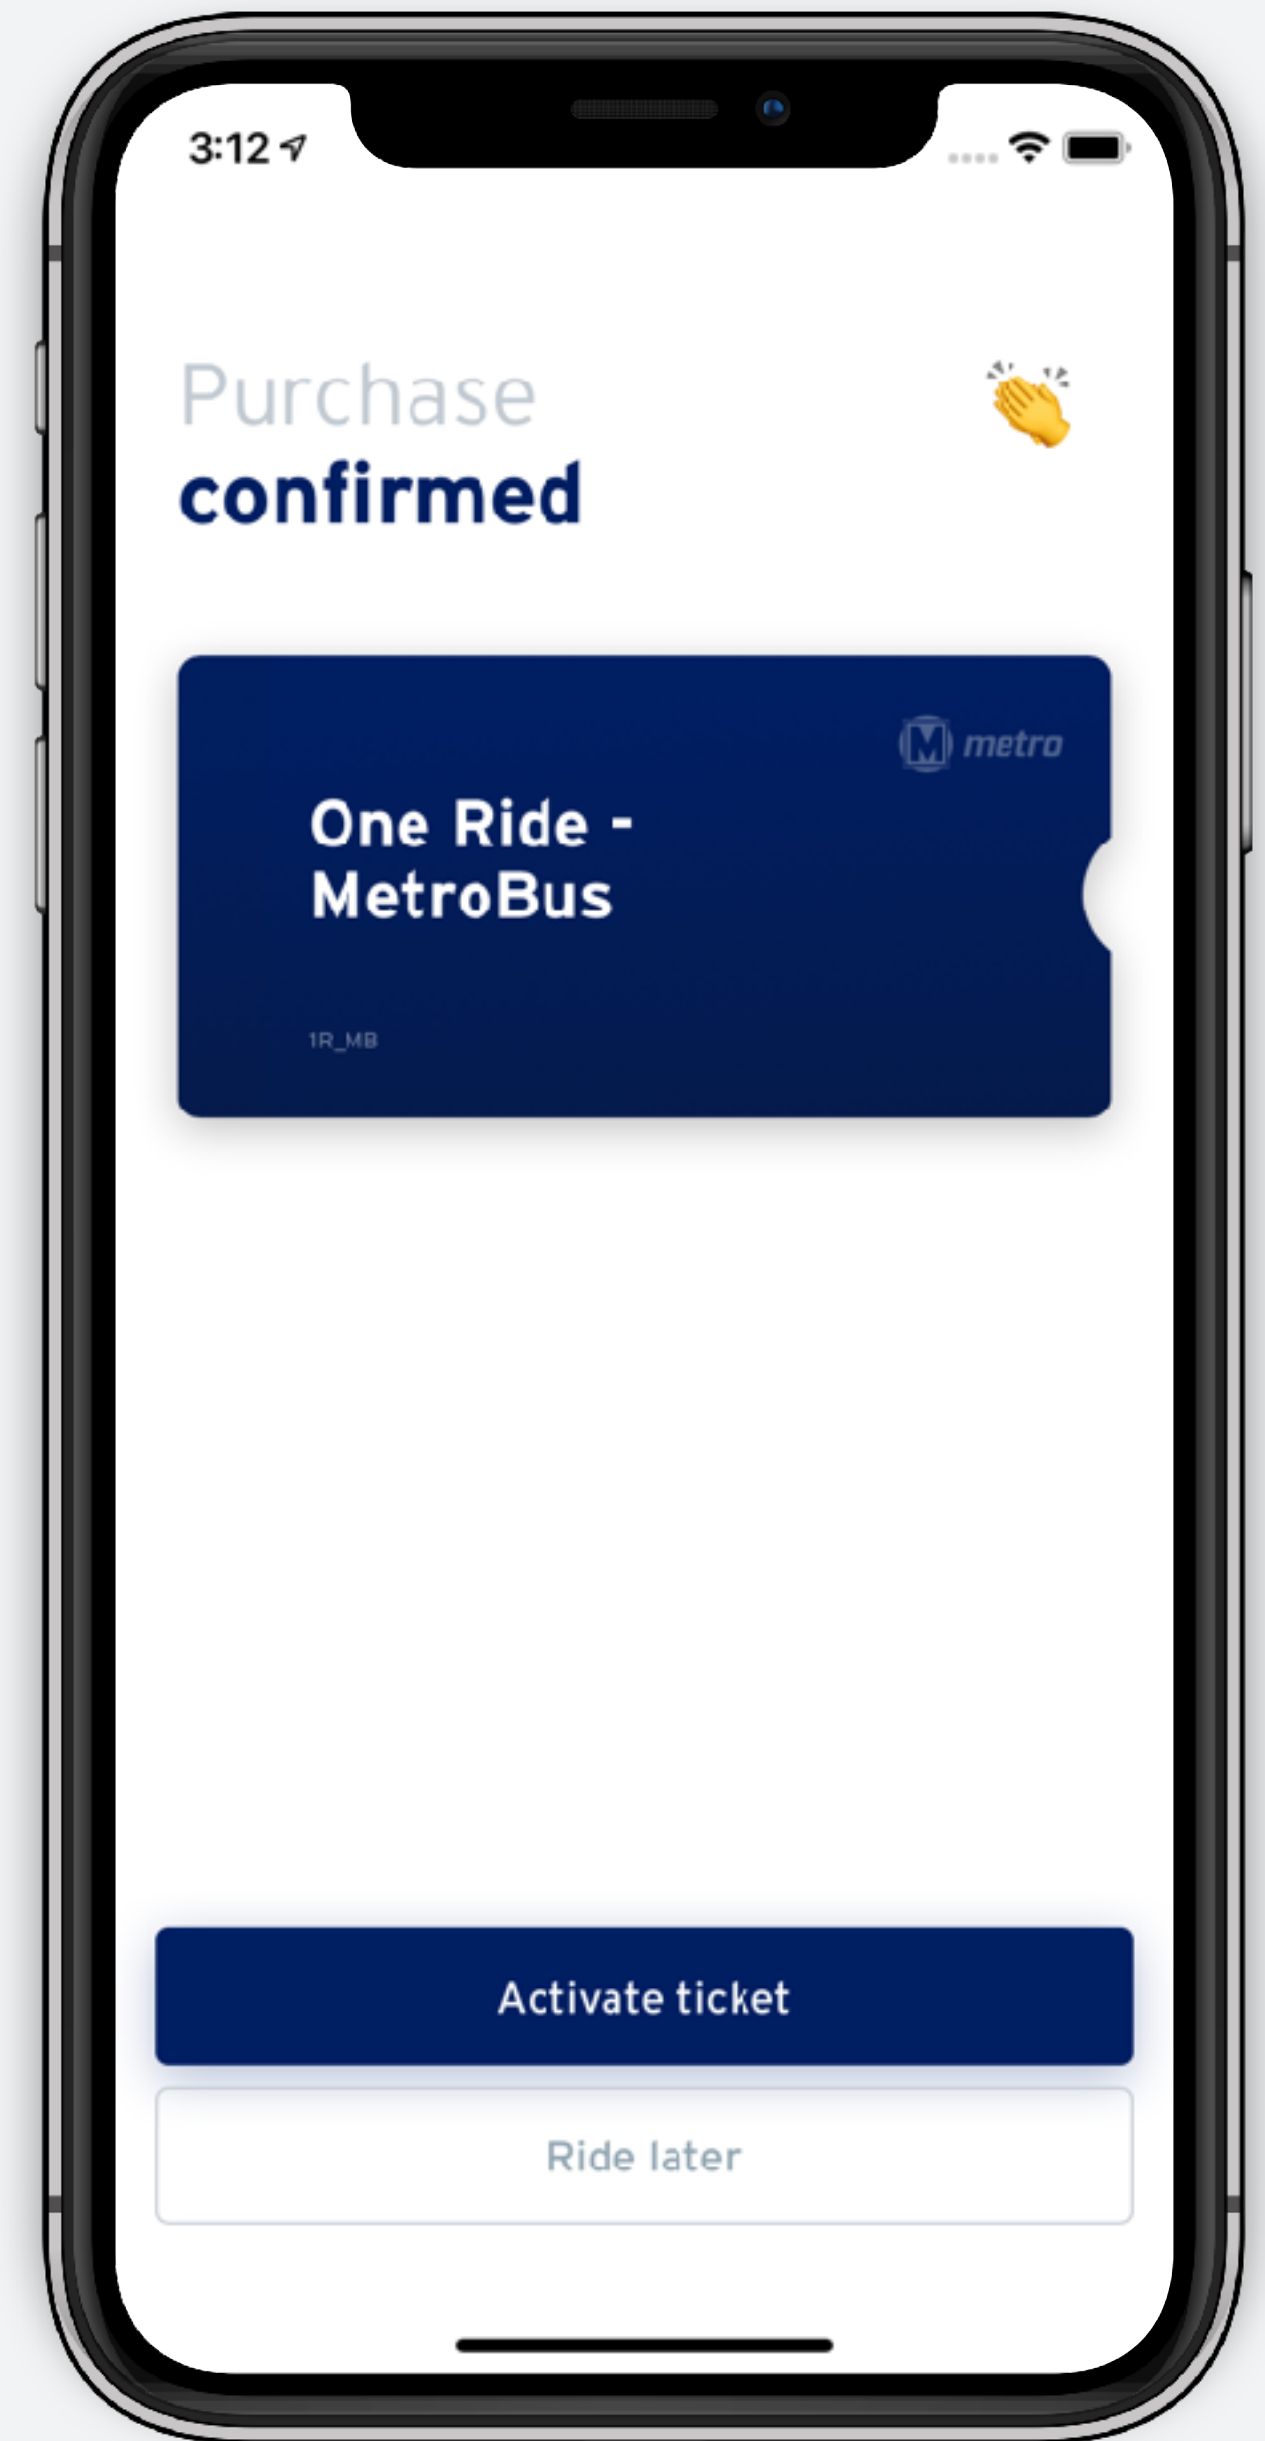 3:12
Purchase
confirmed
M metro
One Ride -
MetroBus
1R_MB
Activate ticket
Ride later